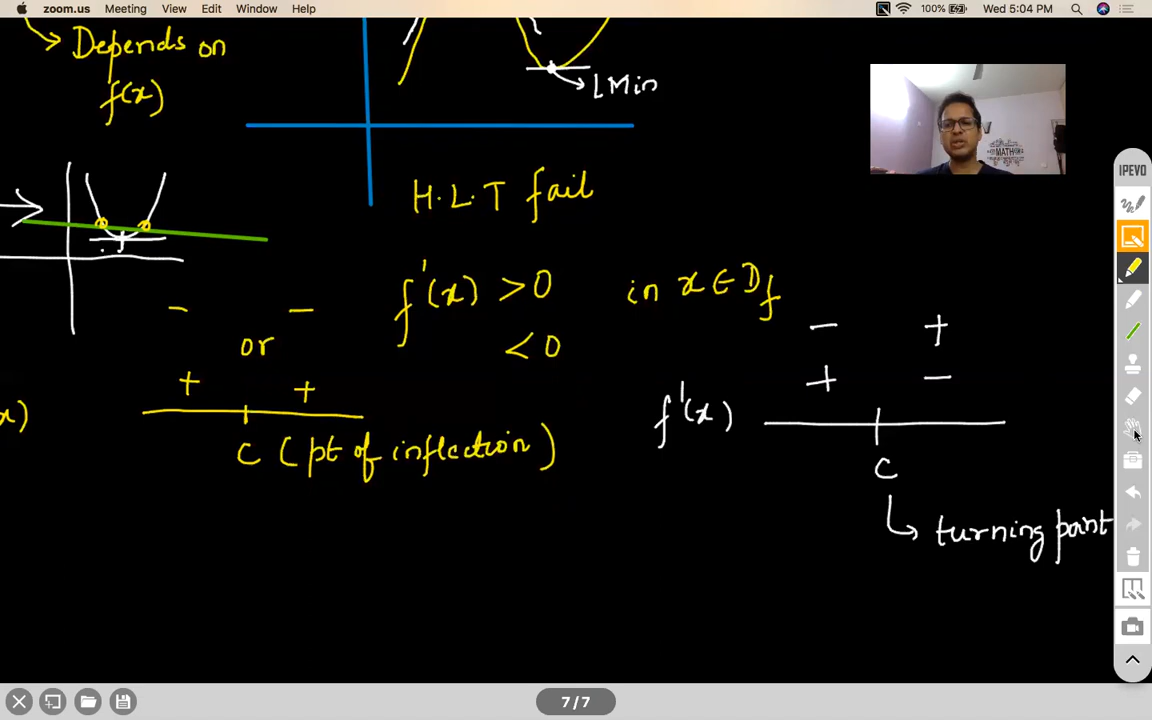 zoom.us Meeting View Edit Window Help 100% Wed 5:04 PM
Depends on
f(x)
LMin
MATH
IPEVO
H.L.T fail
f'(x) > 0 in x ∈ Df
< 0
- -
or
+ +
x)
c (pt of inflection)
- +
+ -
f'(x)
c
turning point
7/7